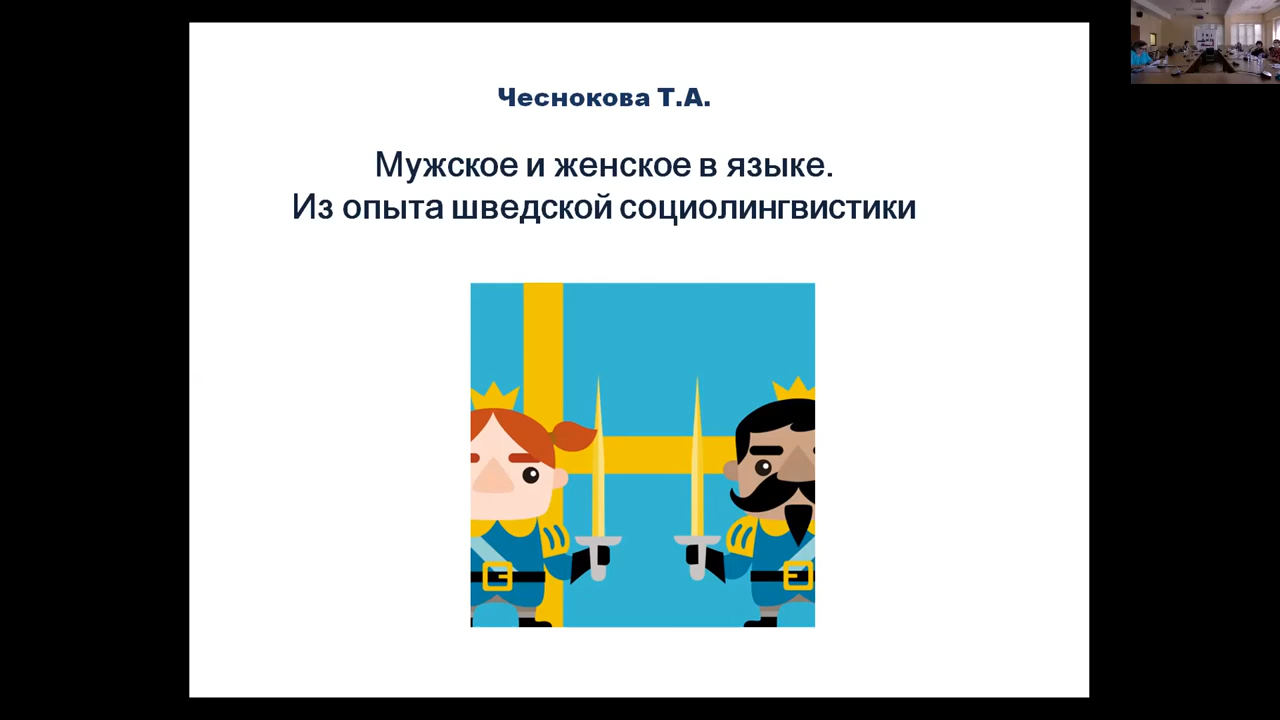 Чеснокова Т.А.
Мужское и женское в языке.
Из опыта шведской социолингвистики